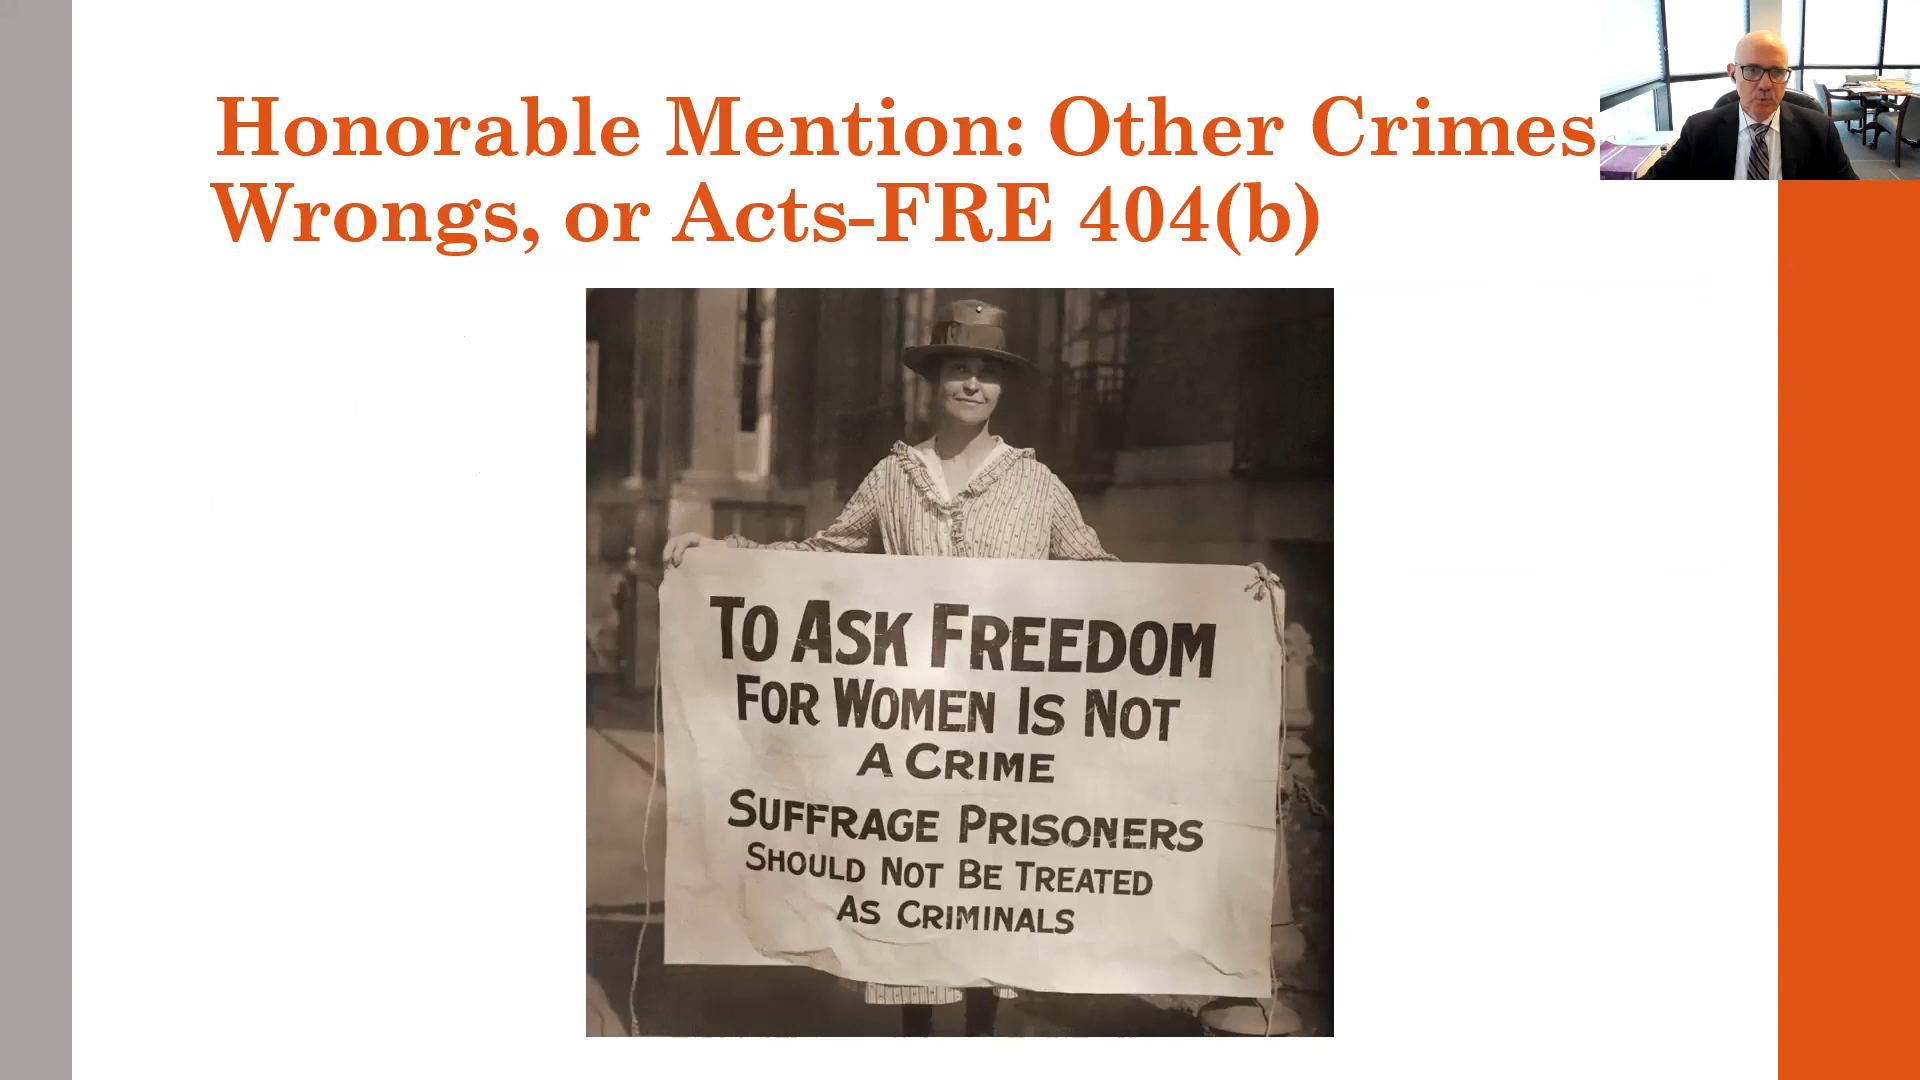 Honorable Mention: Other Crimes
Wrongs, or Acts-FRE 404(b)
TO ASK FREEDOM
FOR WOMEN IS NOT
A CRIME
SUFFRAGE PRISONERS
SHOULD NOT BE TREATED
AS CRIMINALS